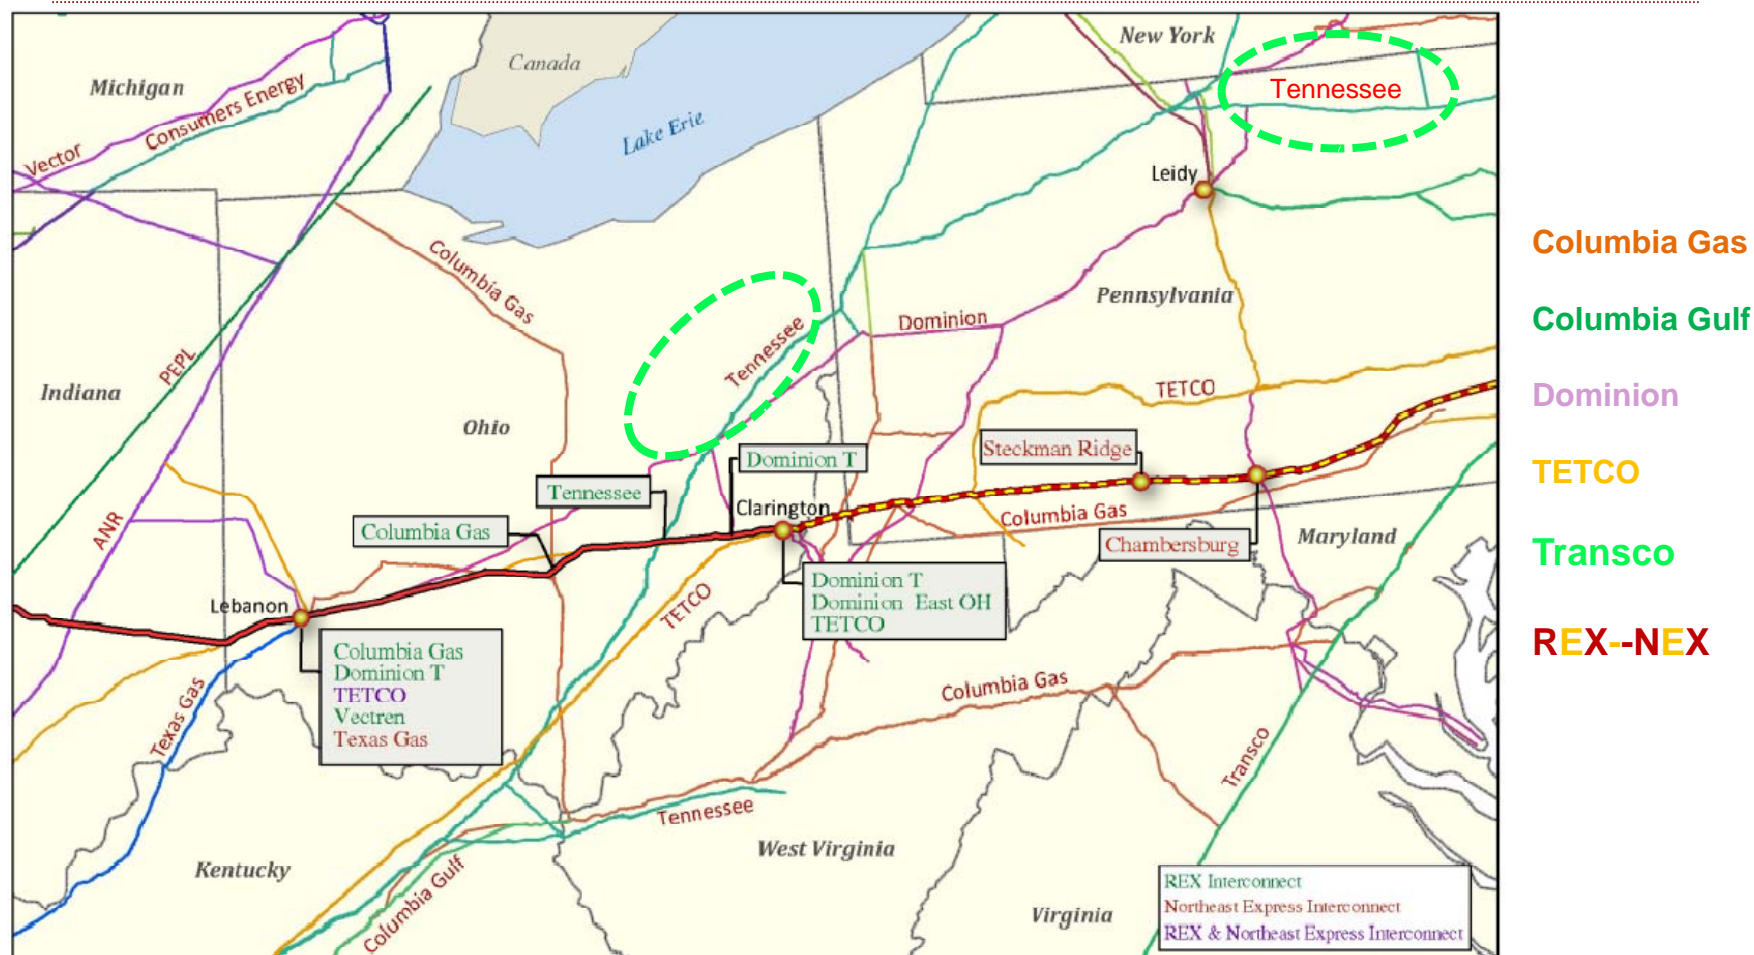 New York
Canada
Michigan
Tennessee
Consumers Energy
Lake Erie
Vector
Leidy
Columbia Gas
Columbia Gas
Pennsylvania
Columbia Gulf
Dominion
Tennessee
PEPL
Indiana
TETCO
Dominion
Ohio
Steckman Ridge
Dominion T
TETCO
Tennessee
Clarington
Columbia Gas
ANR
Columbia Gas
Maryland
Chambersburg
Transco
Dominion T
Dominion East OH
TETCO
Lebanon
TETCO
REX--NEX
Columbia Gas
Dominion T
TETCO
Vectren
Texas Gas
Columbia Gas
Texas Gas
Transco
Tennessee
West Virginia
Kentucky
Columbia Gulf
Virginia
REX Interconnect
Northeast Express Interconnect
REX & Northeast Express Interconnect